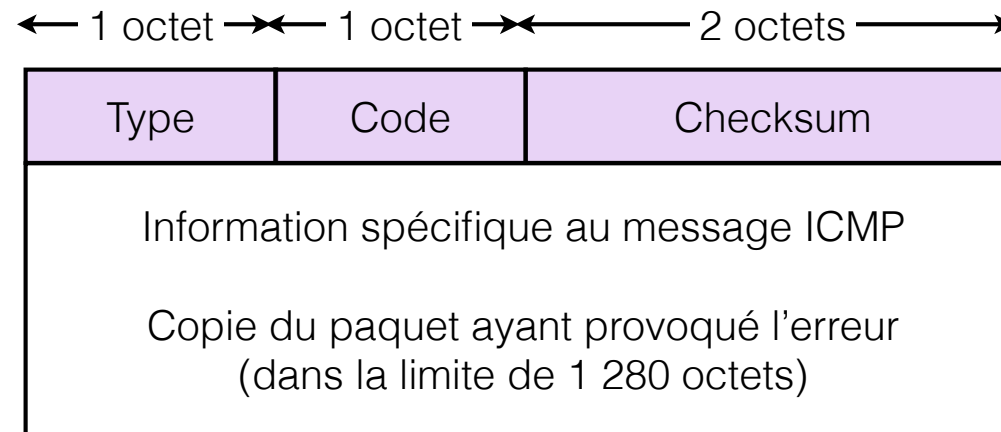 1 octet 1 octet 2 octets
Type Code Checksum
Information spécifique au message ICMP
Copie du paquet ayant provoqué l’erreur
(dans la limite de 1 280 octets)